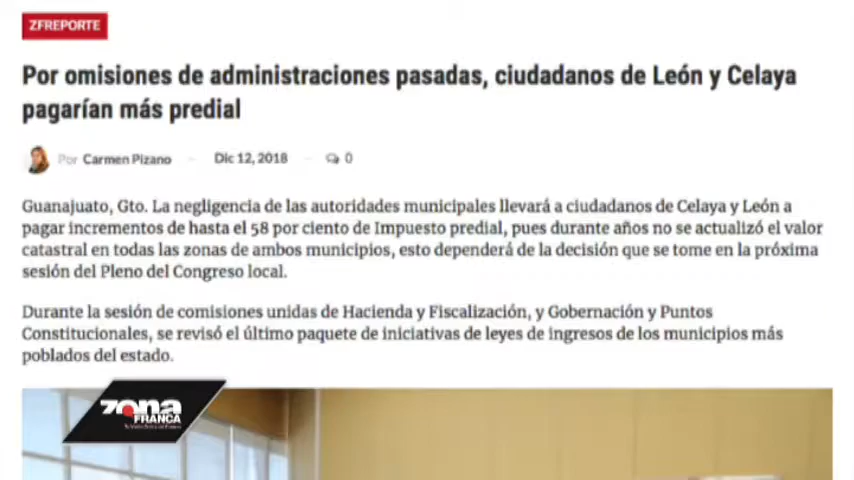 ZFREPORTE
Por omisiones de administraciones pasadas, ciudadanos de León y Celaya
pagarían más predial
Por Carmen Pizano – Dic 12, 2018 – 0
Guanajuato, Gto. La negligencia de las autoridades municipales llevará a ciudadanos de Celaya y León a
pagar incrementos de hasta el 58 por ciento de Impuesto predial, pues durante años no se actualizó el valor
catastral en todas las zonas de ambos municipios, esto dependerá de la decisión que se tome en la próxima
sesión del Pleno del Congreso local.
Durante la sesión de comisiones unidas de Hacienda y Fiscalización, y Gobernación y Puntos
Constitucionales, se revisó el último paquete de iniciativas de leyes de ingresos de los municipios más
poblados del estado.
ZONA
FRANCA